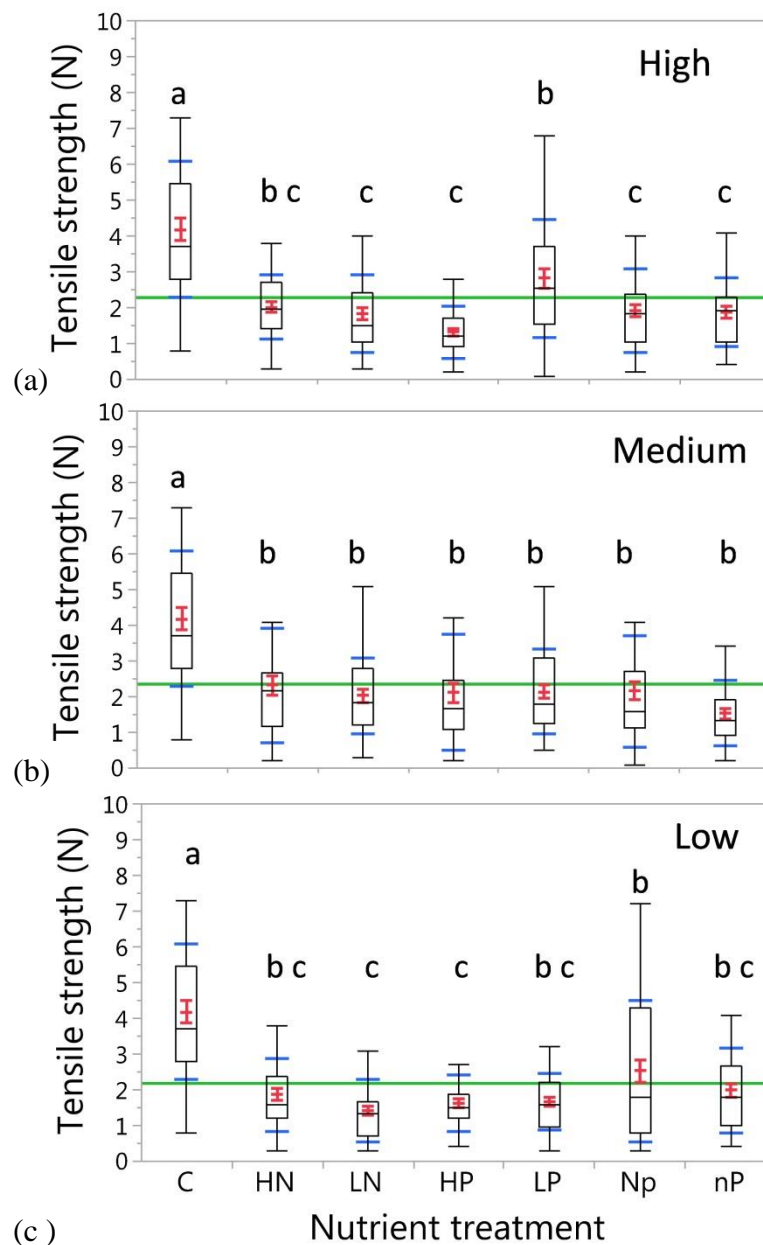 Tensile strength (N)
10
9
8
7
6
5
4
3
2
1
0
High
a
b c
c
c
b
c
c
(a)
Tensile strength (N)
10
9
8
7
6
5
4
3
2
1
0
Medium
a
b
b
b
b
b
b
(b)
Tensile strength (N)
10
9
8
7
6
5
4
3
2
1
0
Low
a
b c
c
c
b c
b
b c
C HN LN HP LP Np nP
(c ) Nutrient treatment